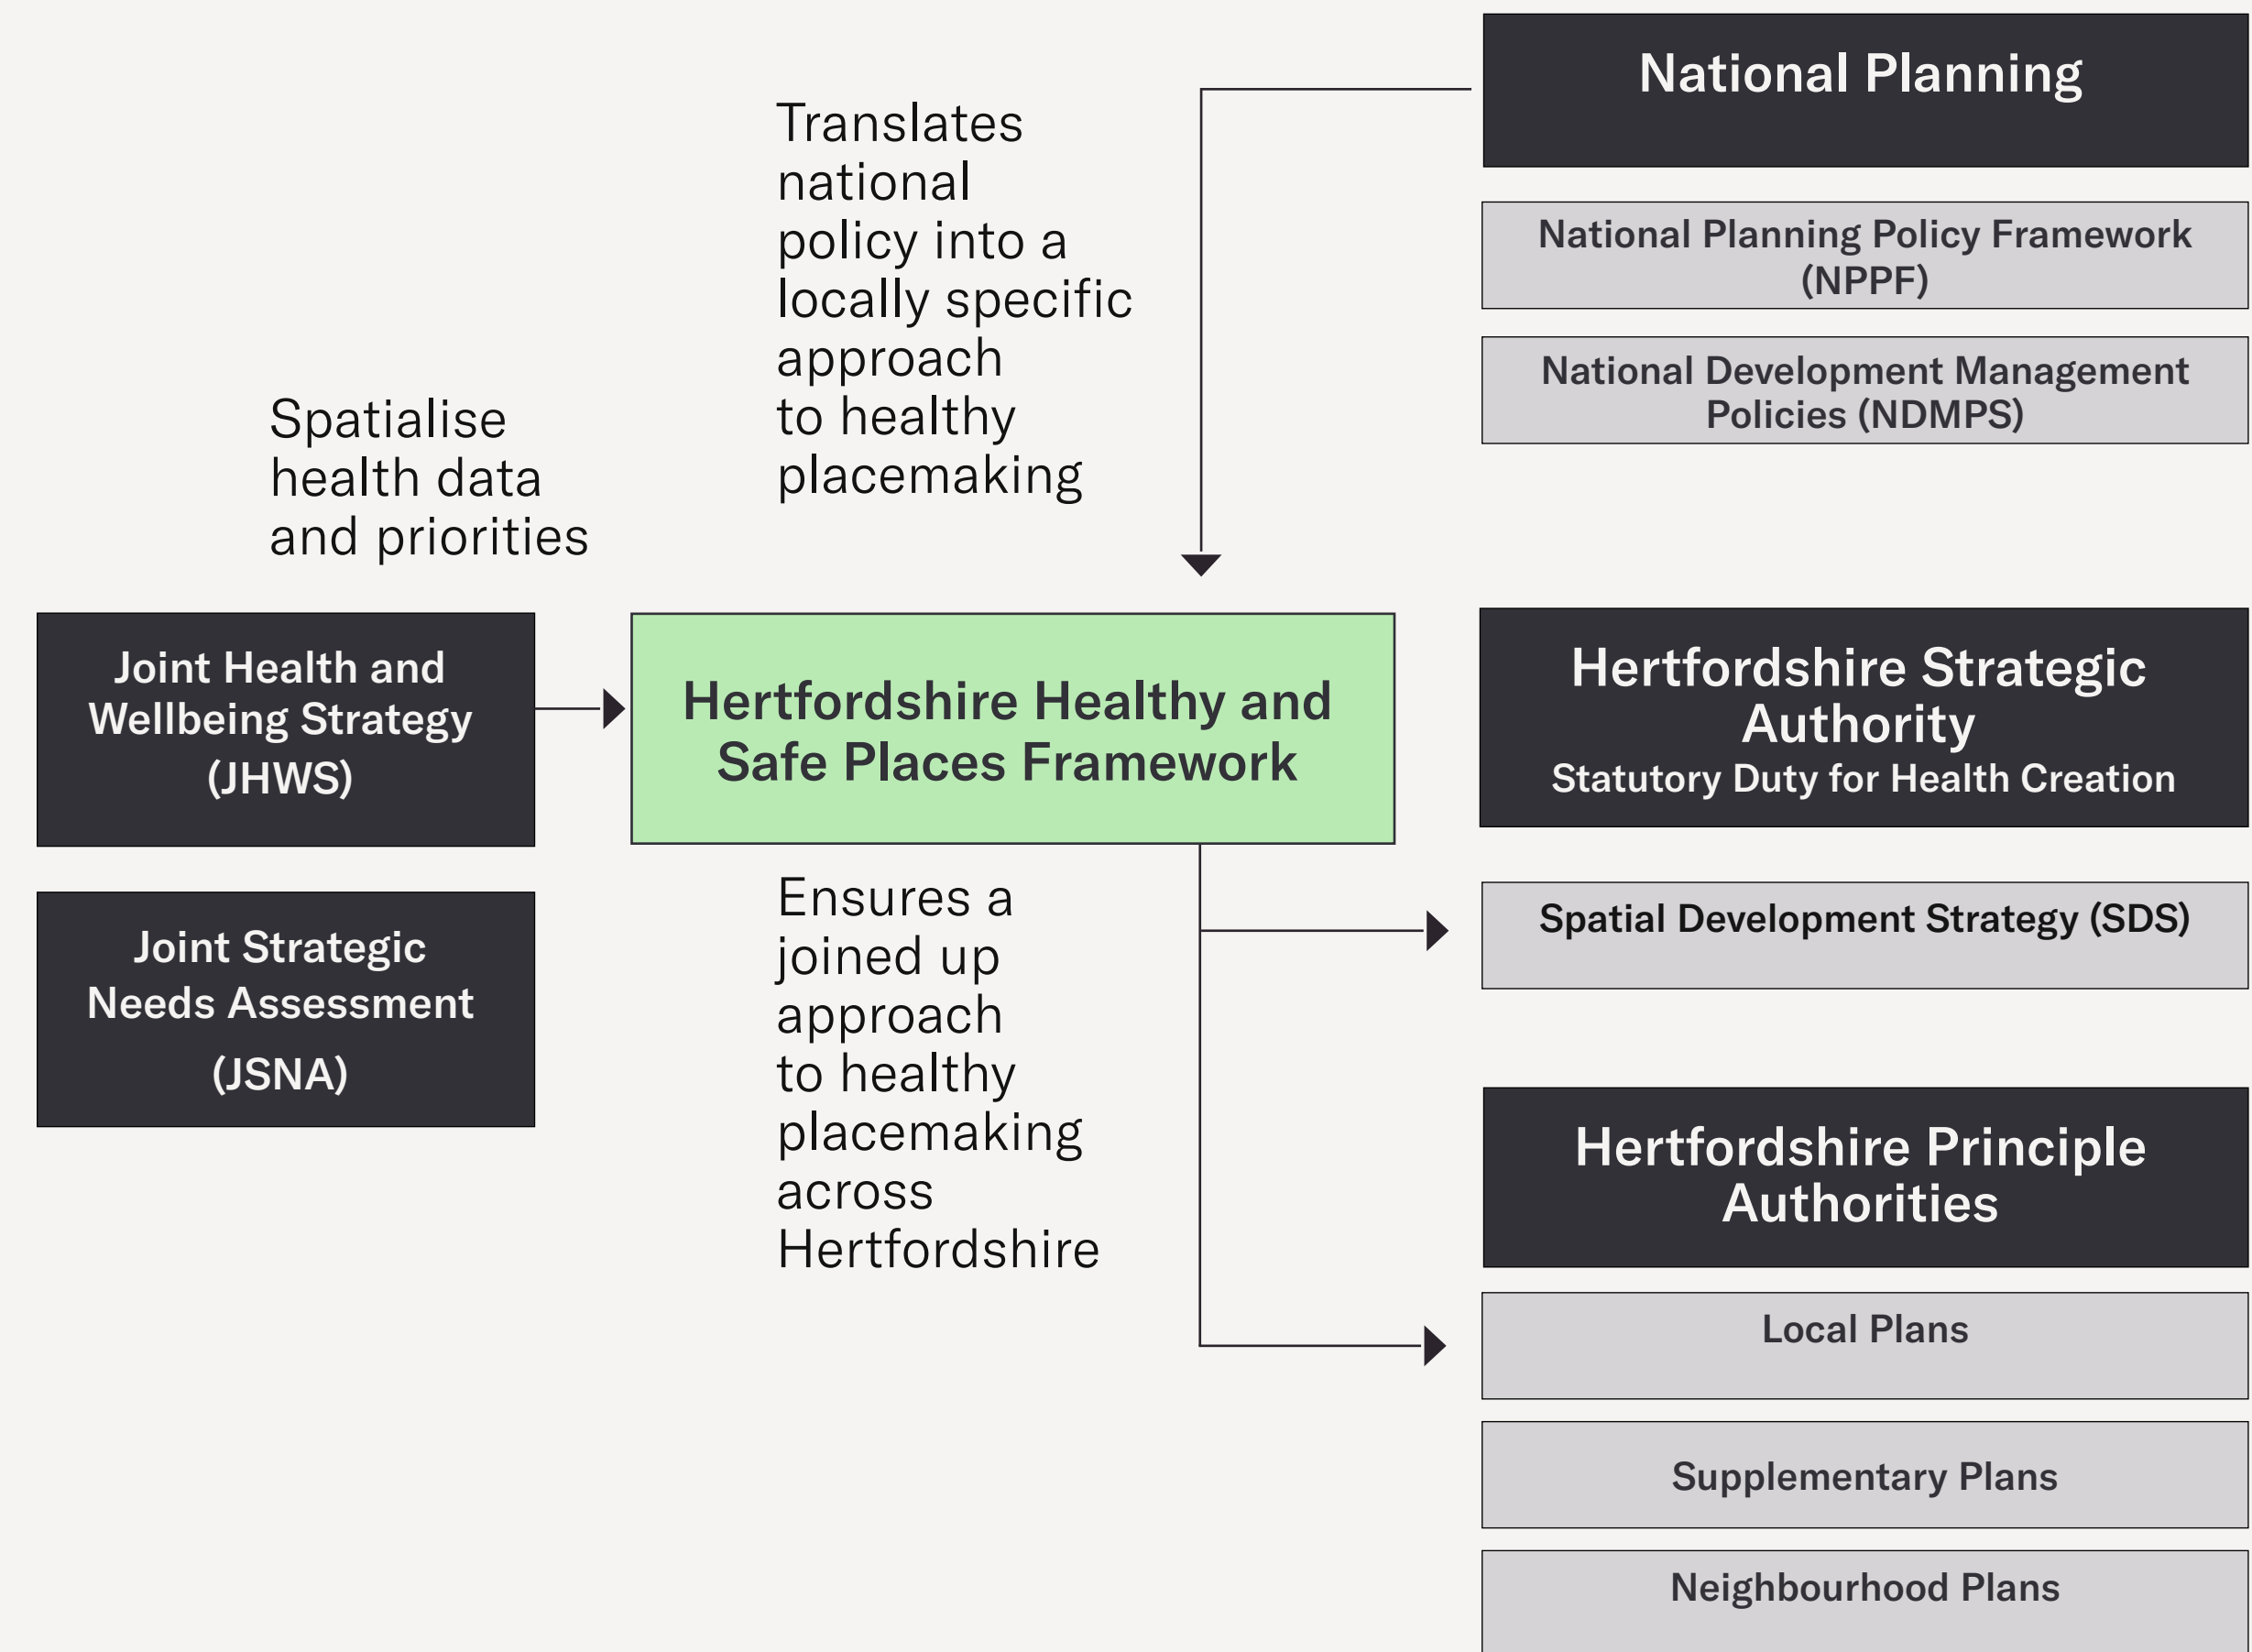 National Planning
National Planning Policy Framework
(NPPF)
National Development Management
Policies (NDMPS)
Translates
national
policy into a
locally specific
approach
to healthy
placemaking
Spatialise
health data
and priorities
Joint Health and
Wellbeing Strategy
(JHWS)
Joint Strategic
Needs Assessment
(JSNA)
Hertfordshire Healthy and
Safe Places Framework
Ensures a
joined up
approach
to healthy
placemaking
across
Hertfordshire
Hertfordshire Strategic
Authority
Statutory Duty for Health Creation
Spatial Development Strategy (SDS)
Hertfordshire Principle
Authorities
Local Plans
Supplementary Plans
Neighbourhood Plans